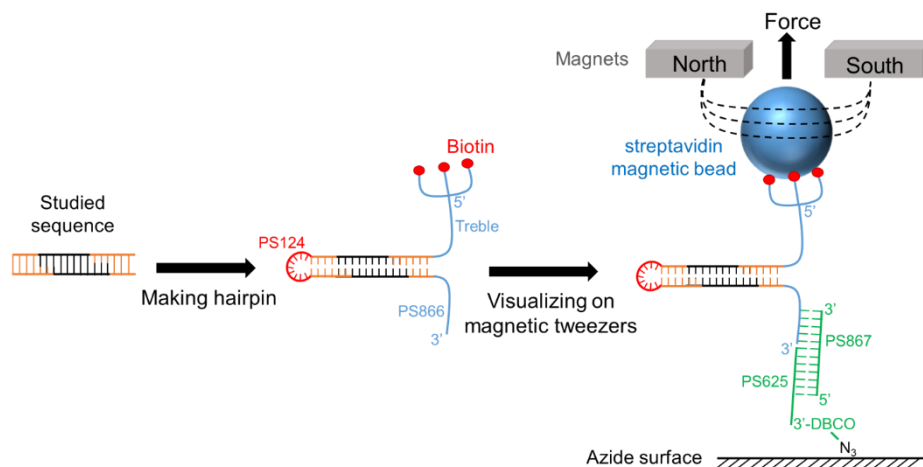 Studied
sequence
Making hairpin
PS124
Biotin
5'
Treble
PS866
3'
Visualizing on
magnetic tweezers
Force
Magnets
North
South
streptavidin
magnetic bead
5'
3'
3'
PS867
PS625
5'
3'-DBCO
N3
Azide surface